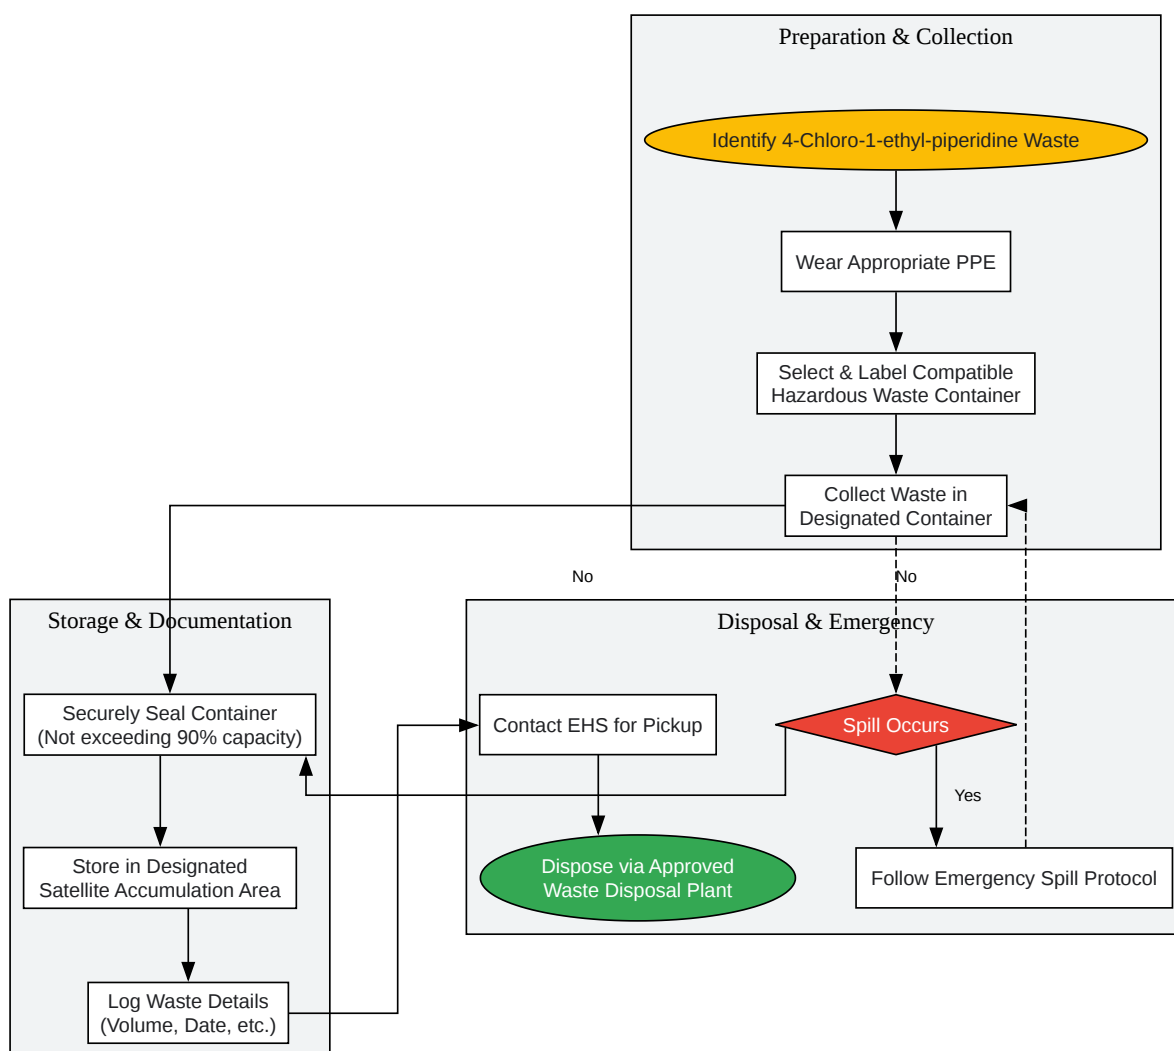 Preparation & Collection
Identify 4-Chloro-1-ethyl-piperidine Waste
Wear Appropriate PPE
Select & Label Compatible
Hazardous Waste Container
Collect Waste in
Designated Container
No
No
Storage & Documentation
Securely Seal Container
(Not exceeding 90% capacity)
Store in Designated
Satellite Accumulation Area
Log Waste Details
(Volume, Date, etc.)
Disposal & Emergency
Contact EHS for Pickup
Spill Occurs
Yes
Dispose via Approved
Waste Disposal Plant
Follow Emergency Spill Protocol